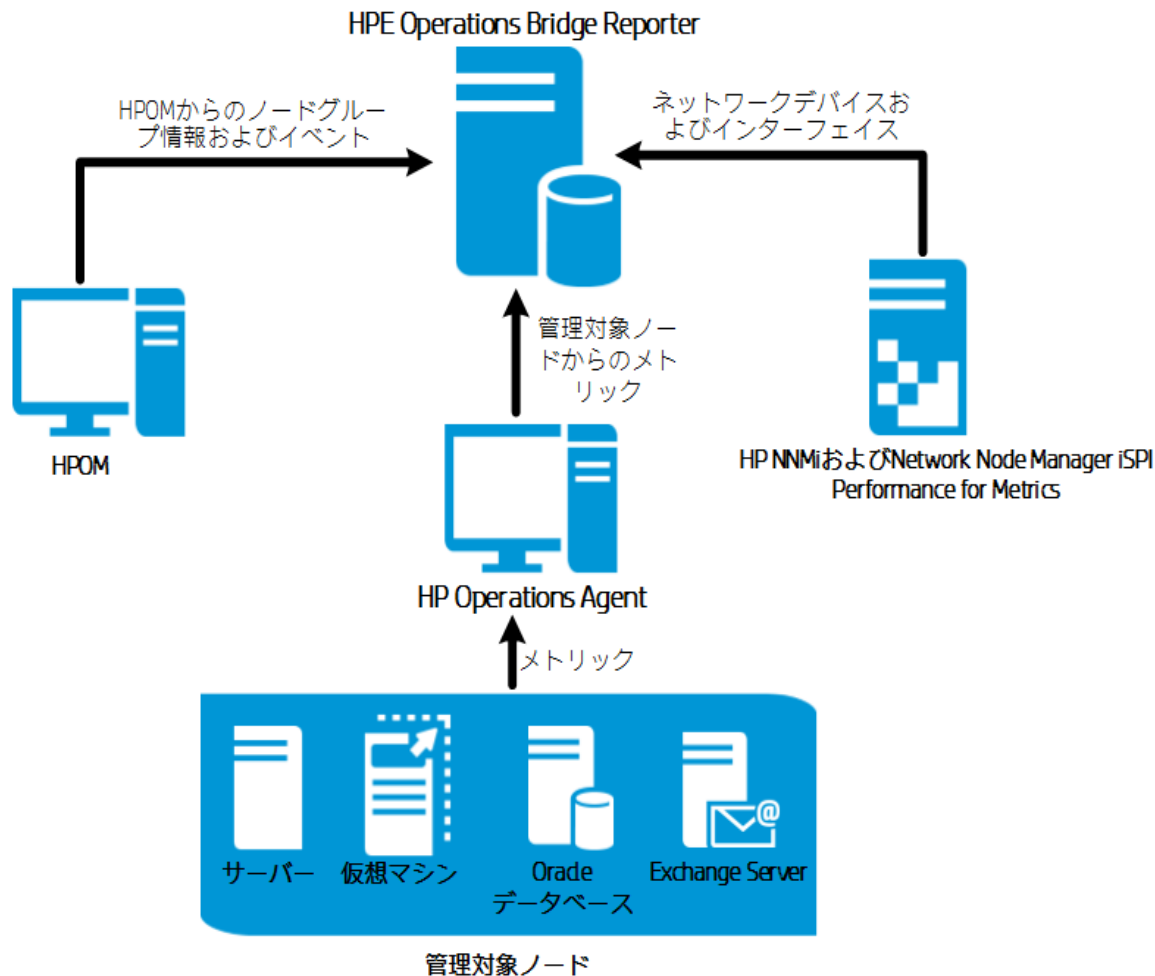 HPE Operations Bridge Reporter
HPOMからのノードグルー
プ情報およびイベント
ネットワークデバイスお
よびインターフェイス
管理対象ノー
ドからのメト
リック
HPOM
HP NNMiおよびNetwork Node Manager iSPI
Performance for Metrics
HP Operations Agent
メトリック
サーバー
仮想マシン
Oracle
データベース
Exchange Server
管理対象ノード